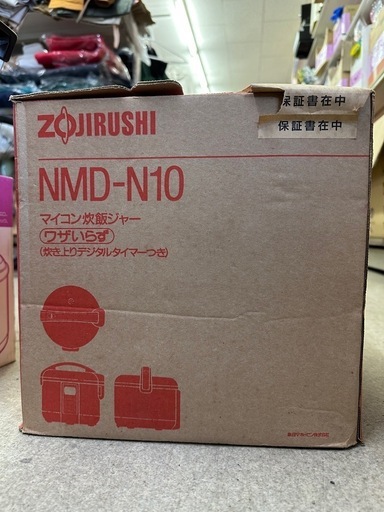 保証書在中
保証書在中
ZOJIRUSHI
NMD-N10
マイコン炊飯ジャー
ワザいらず
(炊き上りデジタルタイマーつき)